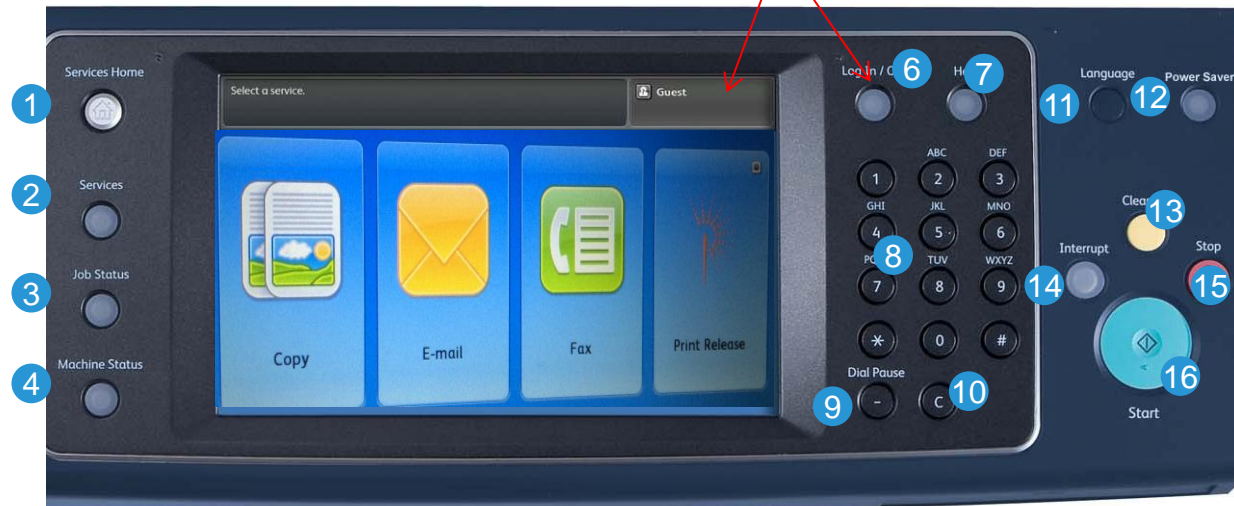 Services Home
1
Services
2
Job Status
3
Machine Status
4
Select a service.
Guest
Copy
E-mail
Fax
Print Release
Log In /
6
7
1
ABC
2
DEF
3
GHI
4
JKL
5
MNO
6
8
7
TUV
8
WXYZ
9
*
0
#
Dial Pause
9
-
C
10
Language
11
Power Saver
12
13
Interrupt
14
Stop
15
16
Start